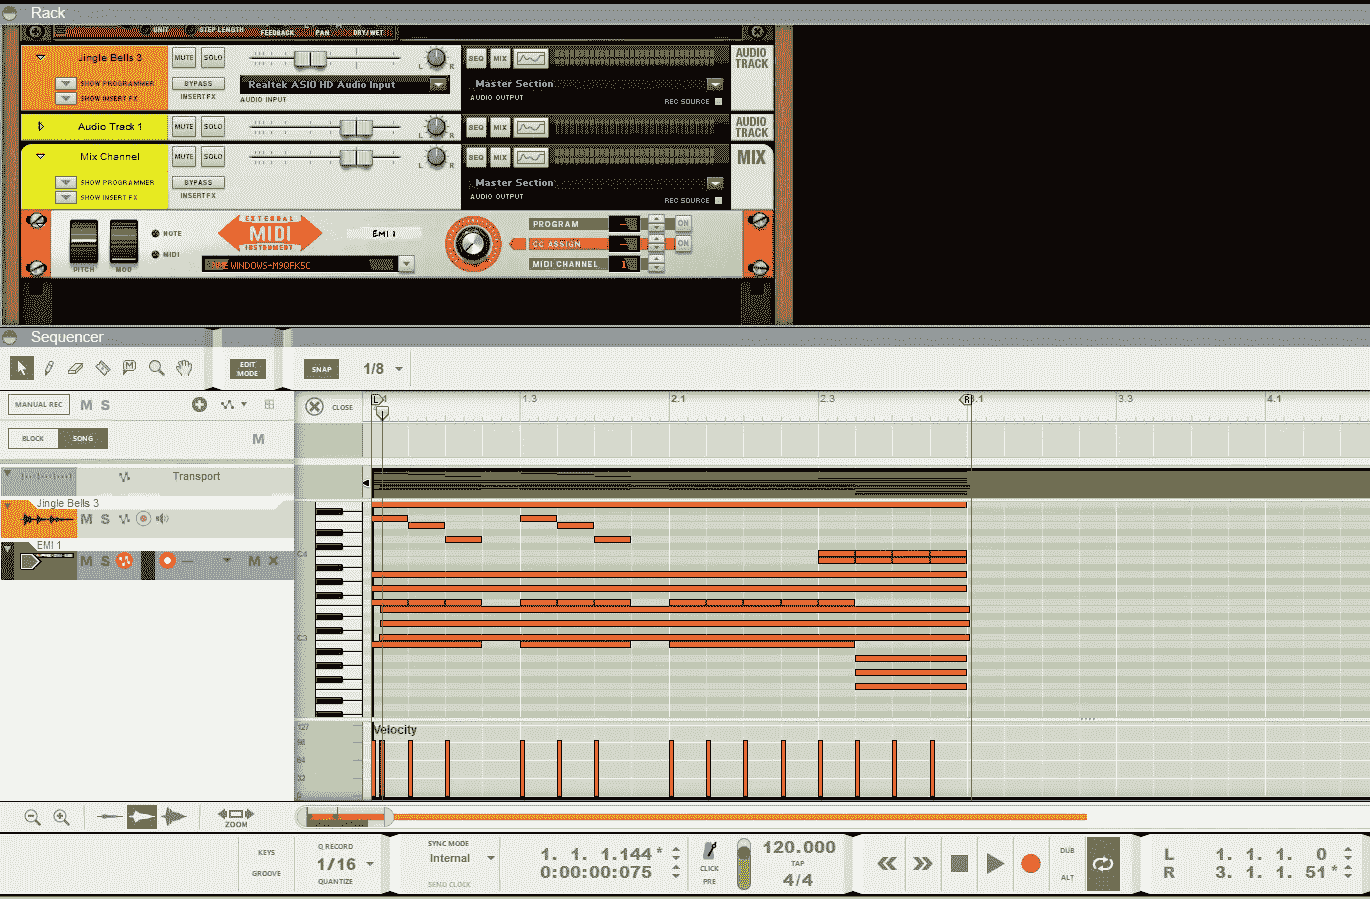 Rack
UNIT STEP LENGTH FEEDBACK PAN DRY/WET
Jingle Bells 3 MUTE SOLO L R SEQ MIX AUDIO TRACK
SHOW PROGRAMMER BYPASS Realtek ASIO HD Audio Input Master Section
SHOW INSERT FX INSERT FX AUDIO INPUT AUDIO OUTPUT REC SOURCE
Audio Track 1 MUTE SOLO L R SEQ MIX AUDIO TRACK
Mix Channel MUTE SOLO L R SEQ MIX MIX
SHOW PROGRAMMER BYPASS Master Section
SHOW INSERT FX INSERT FX AUDIO OUTPUT REC SOURCE
EXTERNAL MIDI INSTRUMENT
NOTE EMI 1 PROGRAM ON
MIDI CC ASSIGN ON
PITCH MOD WINDOWS-M9QFK5C MIDI CHANNEL 1
Sequencer
EDIT MODE SNAP 1/8
MANUAL REC M S CLOSE L R 1.3 2.1 2.3 3.3 4.1
BLOCK SONG M
Transport
Jingle Bells 3
M S
EMI 1
M S M
C4
C3
Velocity
127
96
64
32
0
ZOOM
KEYS Q RECORD SYNC MODE 1. 1. 1.144 * 120.000 DUB L 1. 1. 1. 0
GROOVE 1/16 Internal 0:00:00:075 CLICK TAP ALT R 3. 1. 1. 51 *
QUANTIZE SEND CLOCK PRE 4/4